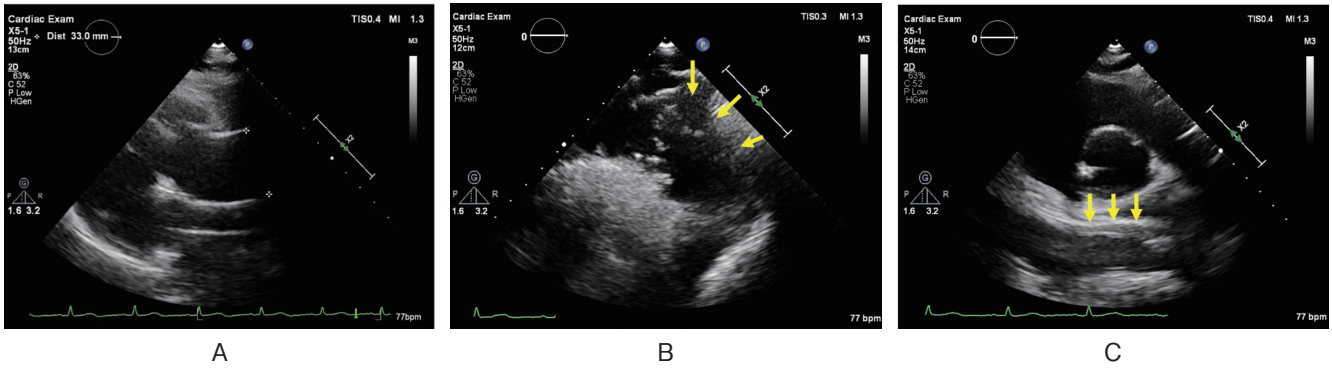 Cardiac Exam
X5-1
50Hz
13cm
Dist 33.0 mm
2D
63%
C 52
P Low
HGen
TIS0.4 MI 1.3
M3
X2
P
G
P R
1.6 3.2
77bpm
A
Cardiac Exam
X5-1
50Hz
12cm
0
2D
63%
C 52
P Low
HGen
TIS0.3 MI 1.3
M3
X2
P
G
P R
1.6 3.2
77 bpm
B
Cardiac Exam
X5-1
50Hz
14cm
0
2D
63%
C 52
P Low
HGen
TIS0.4 MI 1.3
M3
X2
P
G
P R
1.6 3.2
77 bpm
C